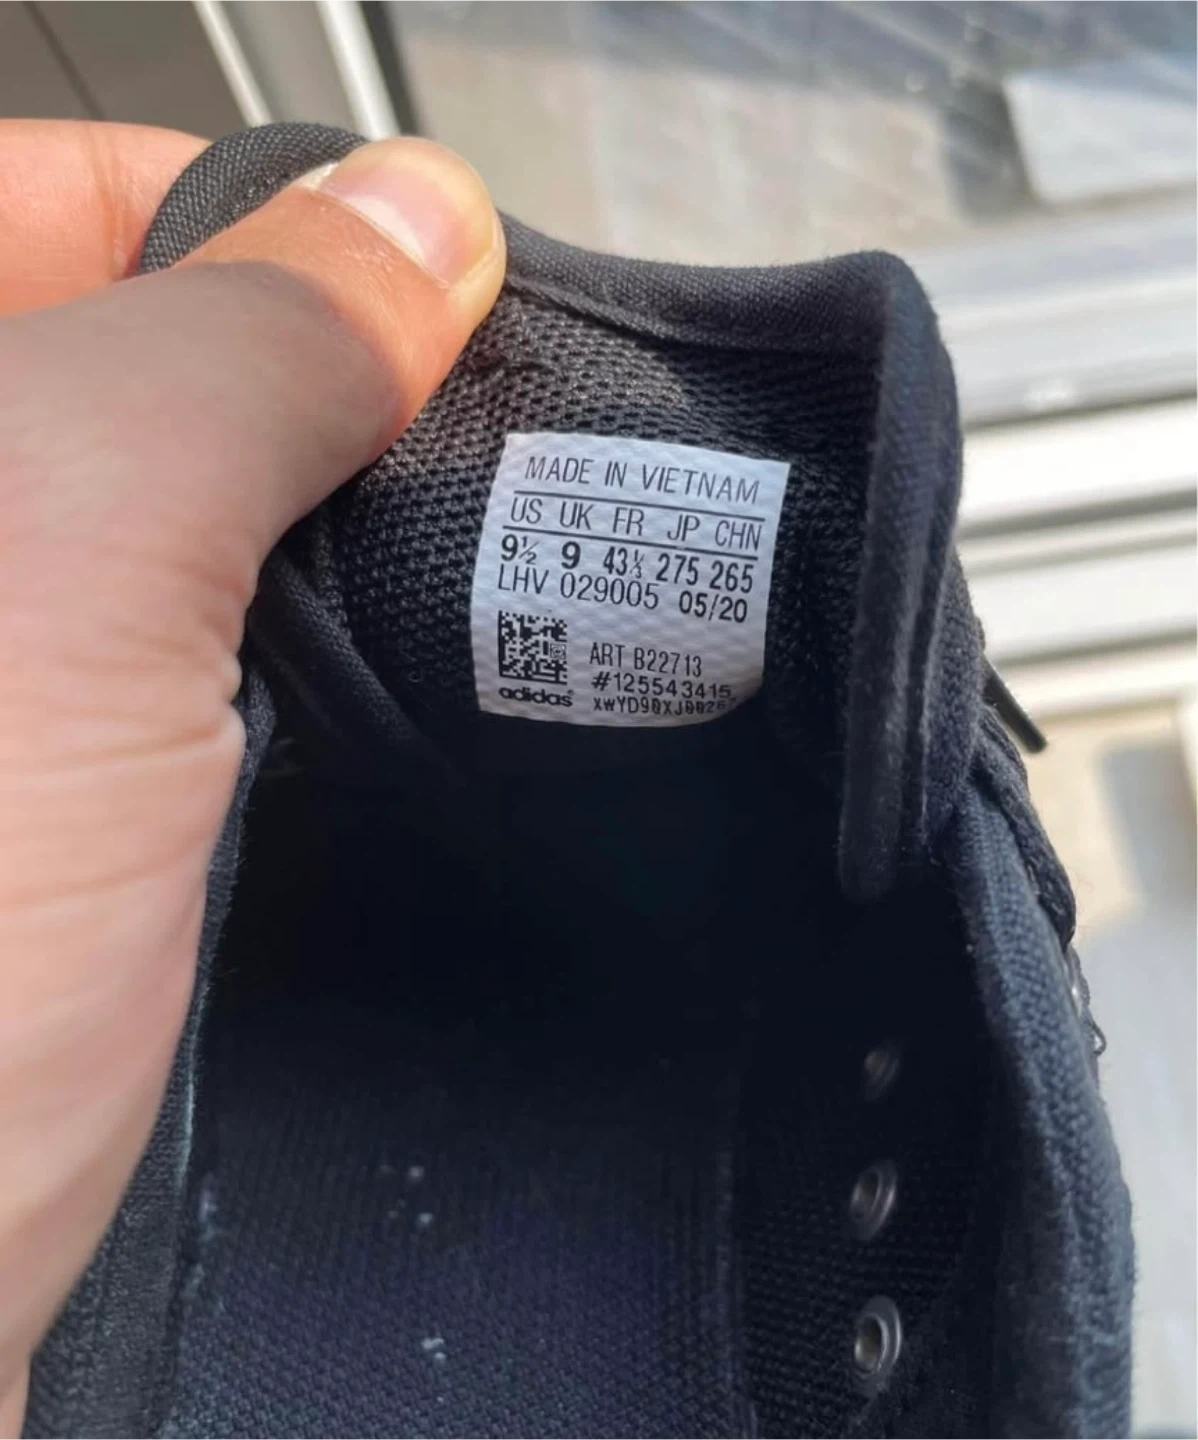 MADE IN VIETNAM
US UK FR JP CHN
9½ 9 43⅓ 275 265
LHV 029005 05/20
ART B22713
#125543415
adidas